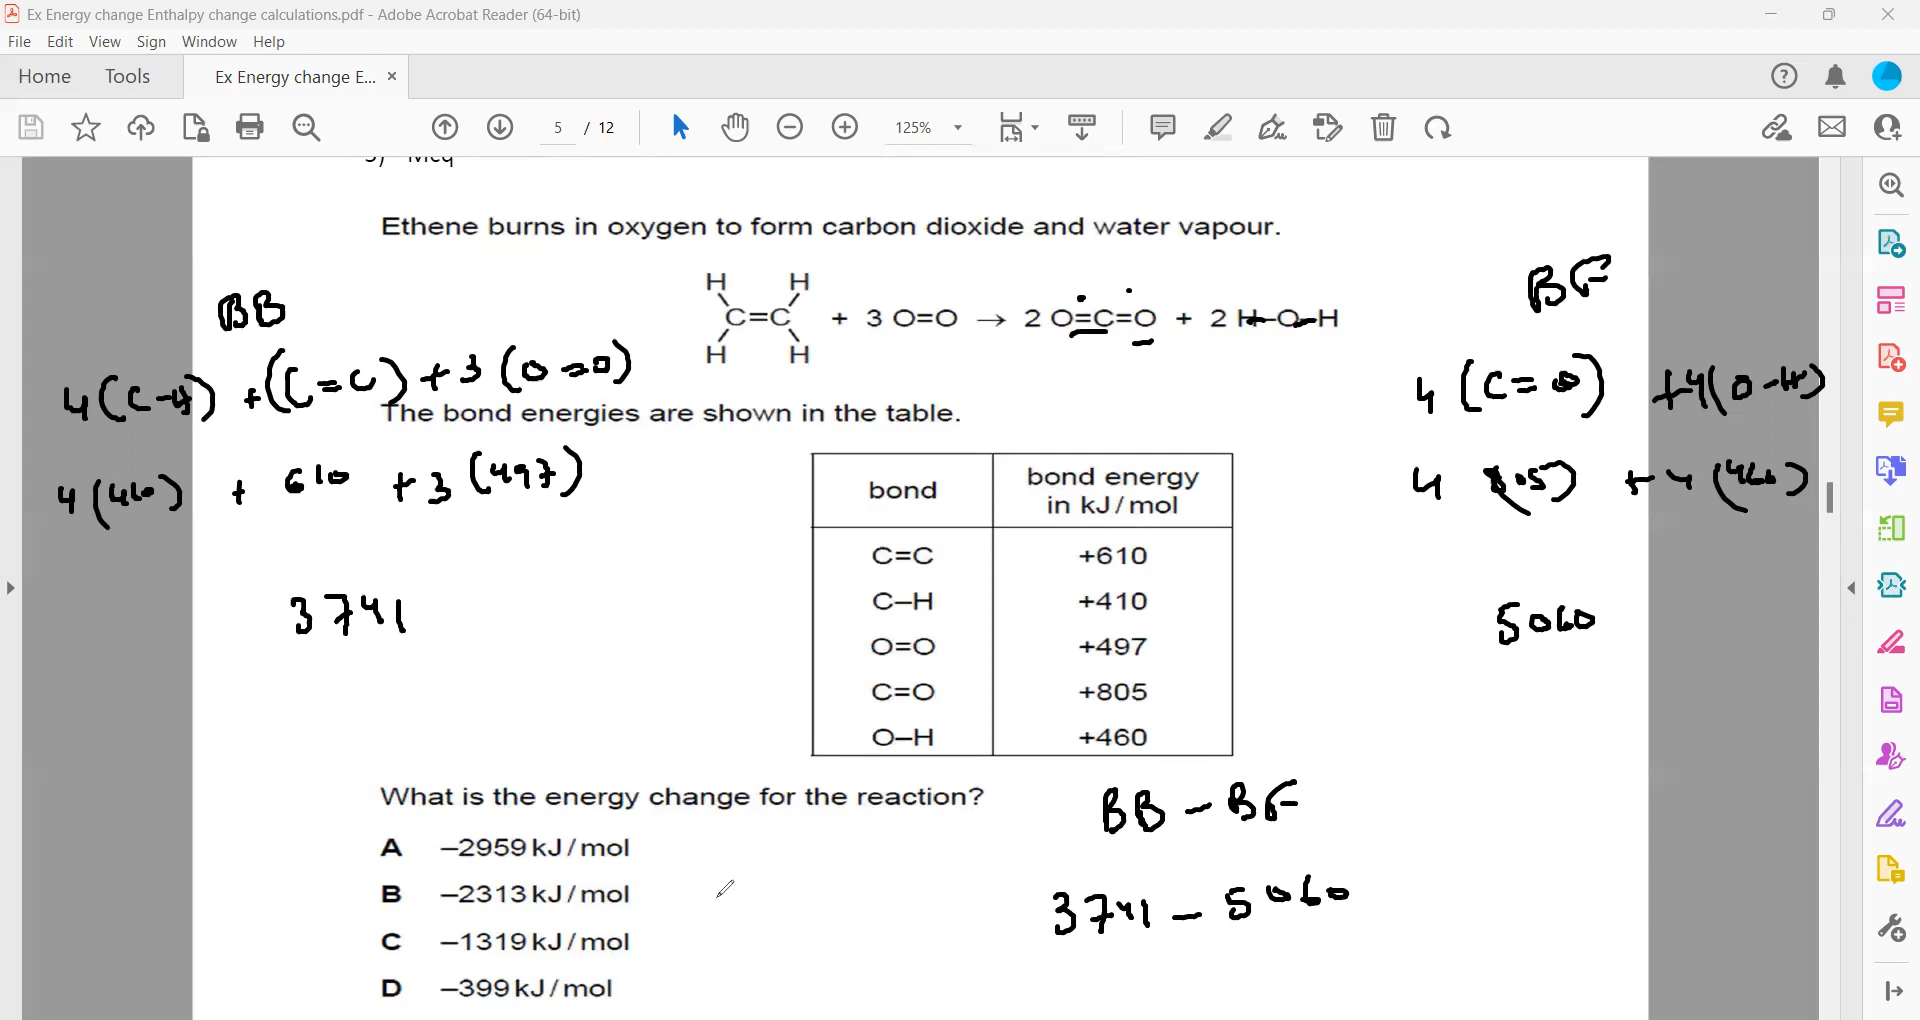 Ex Energy change Enthalpy change calculations.pdf - Adobe Acrobat Reader (64-bit)
File Edit View Sign Window Help
Home Tools Ex Energy change E... ×
5 / 12 125%
Ethene burns in oxygen to form carbon dioxide and water vapour.
BB
BF
H H
C=C + 3 O=O → 2 O=C=O + 2 H–O–H
H H
4(C-H) + (C=C) + 3(O=O)
4(C=O) + 4(O-H)
The bond energies are shown in the table.
4(460) + 610 + 3(497)
4(805) + 4(460)
bond bond energy in kJ/mol
C=C +610
C–H +410
O=O +497
C=O +805
O–H +460
3741
5060
What is the energy change for the reaction?
BB - BF
A –2959 kJ/mol
B –2313 kJ/mol
3741 - 5060
C –1319 kJ/mol
D –399 kJ/mol